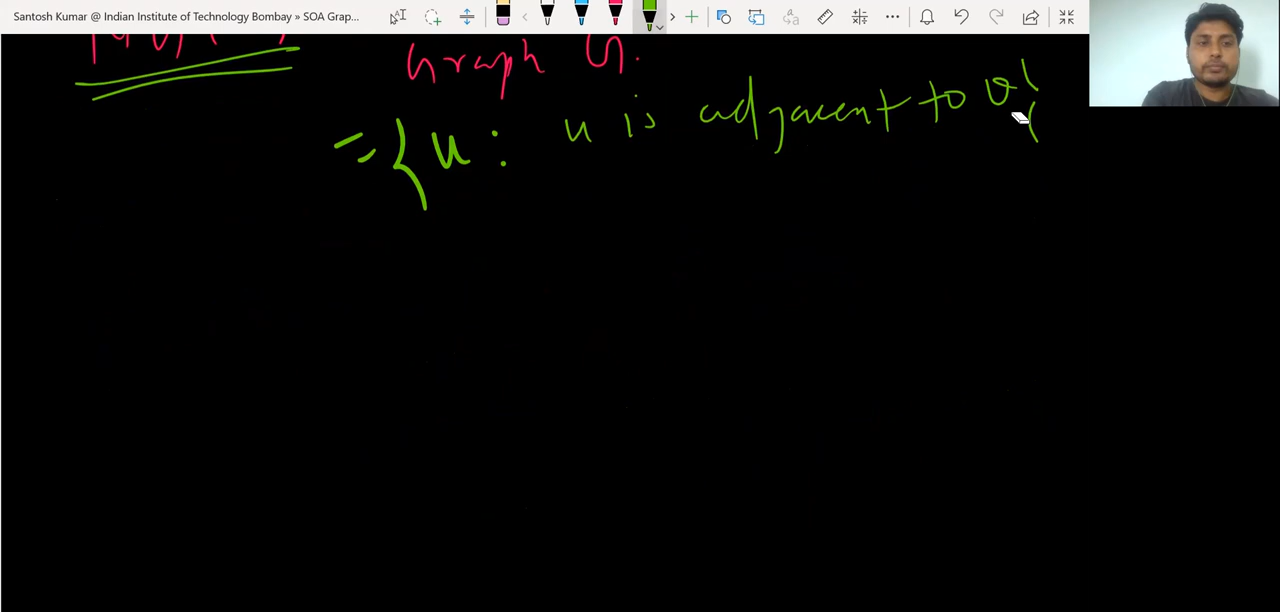 Santosh Kumar @ Indian Institute of Technology Bombay » SOA Grap...
Graph G.
= { u : u is adjacent to v }